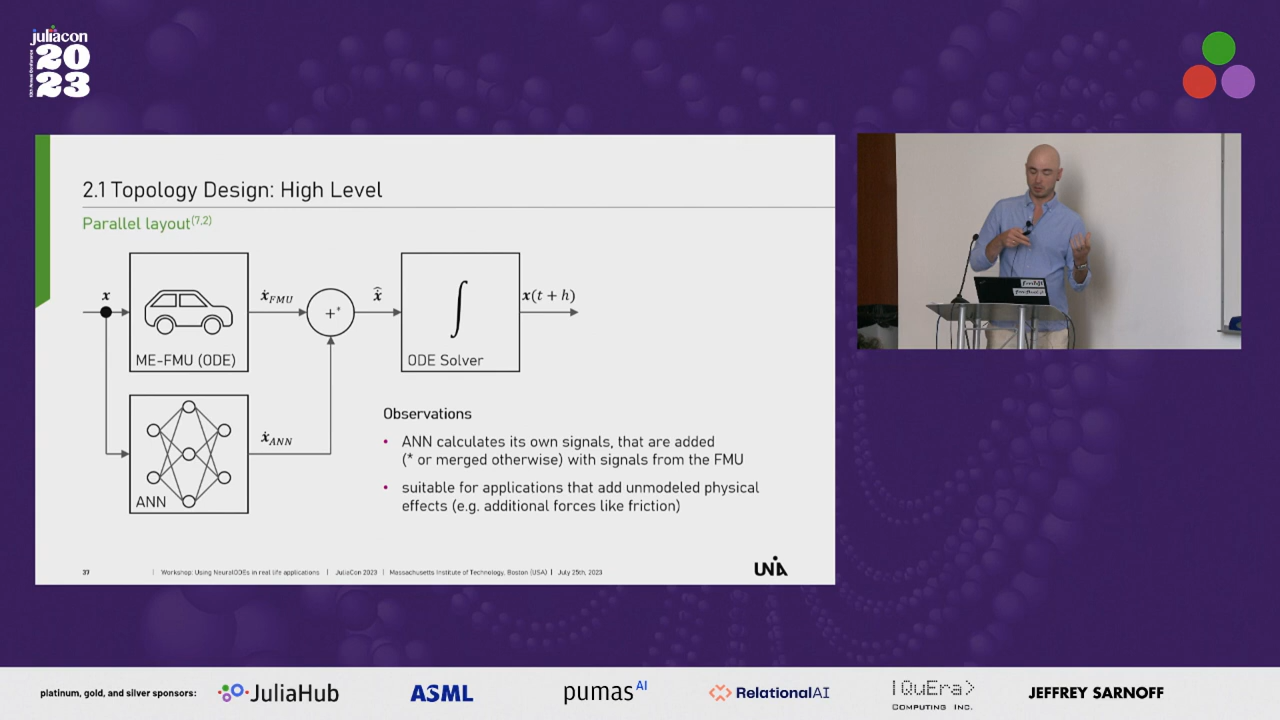 juliacon
20
23
2.1 Topology Design: High Level
Parallel layout(7,2)
x
ẋFMU
+*
x̂̇
x(t + h)
ME-FMU (ODE)
∫
ODE Solver
ẋANN
ANN
Observations
• ANN calculates its own signals, that are added
(* or merged otherwise) with signals from the FMU
• suitable for applications that add unmodeled physical
effects (e.g. additional forces like friction)
37 | Workshop: Using NeuralODEs in real life applications | JuliaCon 2023 | Massachusetts Institute of Technology, Boston (USA) | July 25th, 2023
UNIA
platinum, gold, and silver sponsors:
JuliaHub
ASML
pumasAI
RelationalAI
|QuEra>
COMPUTING INC.
JEFFREY SARNOFF